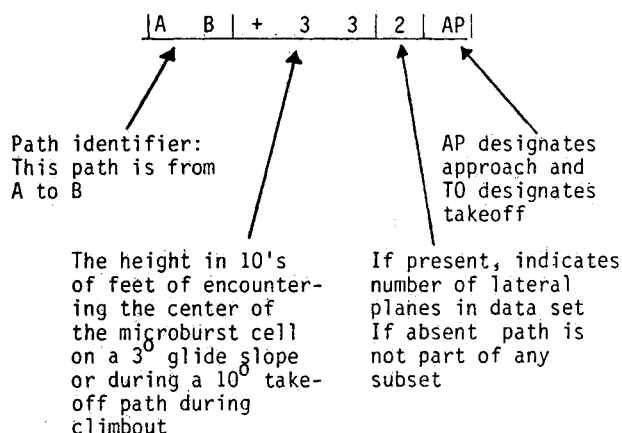 |A B| + 3 3 | 2 | AP|
Path identifier:
This path is from
A to B
AP designates
approach and
TO designates
takeoff
The height in 10's
of feet of encounter-
ing the center of
the microburst cell
on a 3⁰ glide slope
or during a 10⁰ take-
off path during
climbout
If present, indicates
number of lateral
planes in data set
If absent path is
not part of any
subset